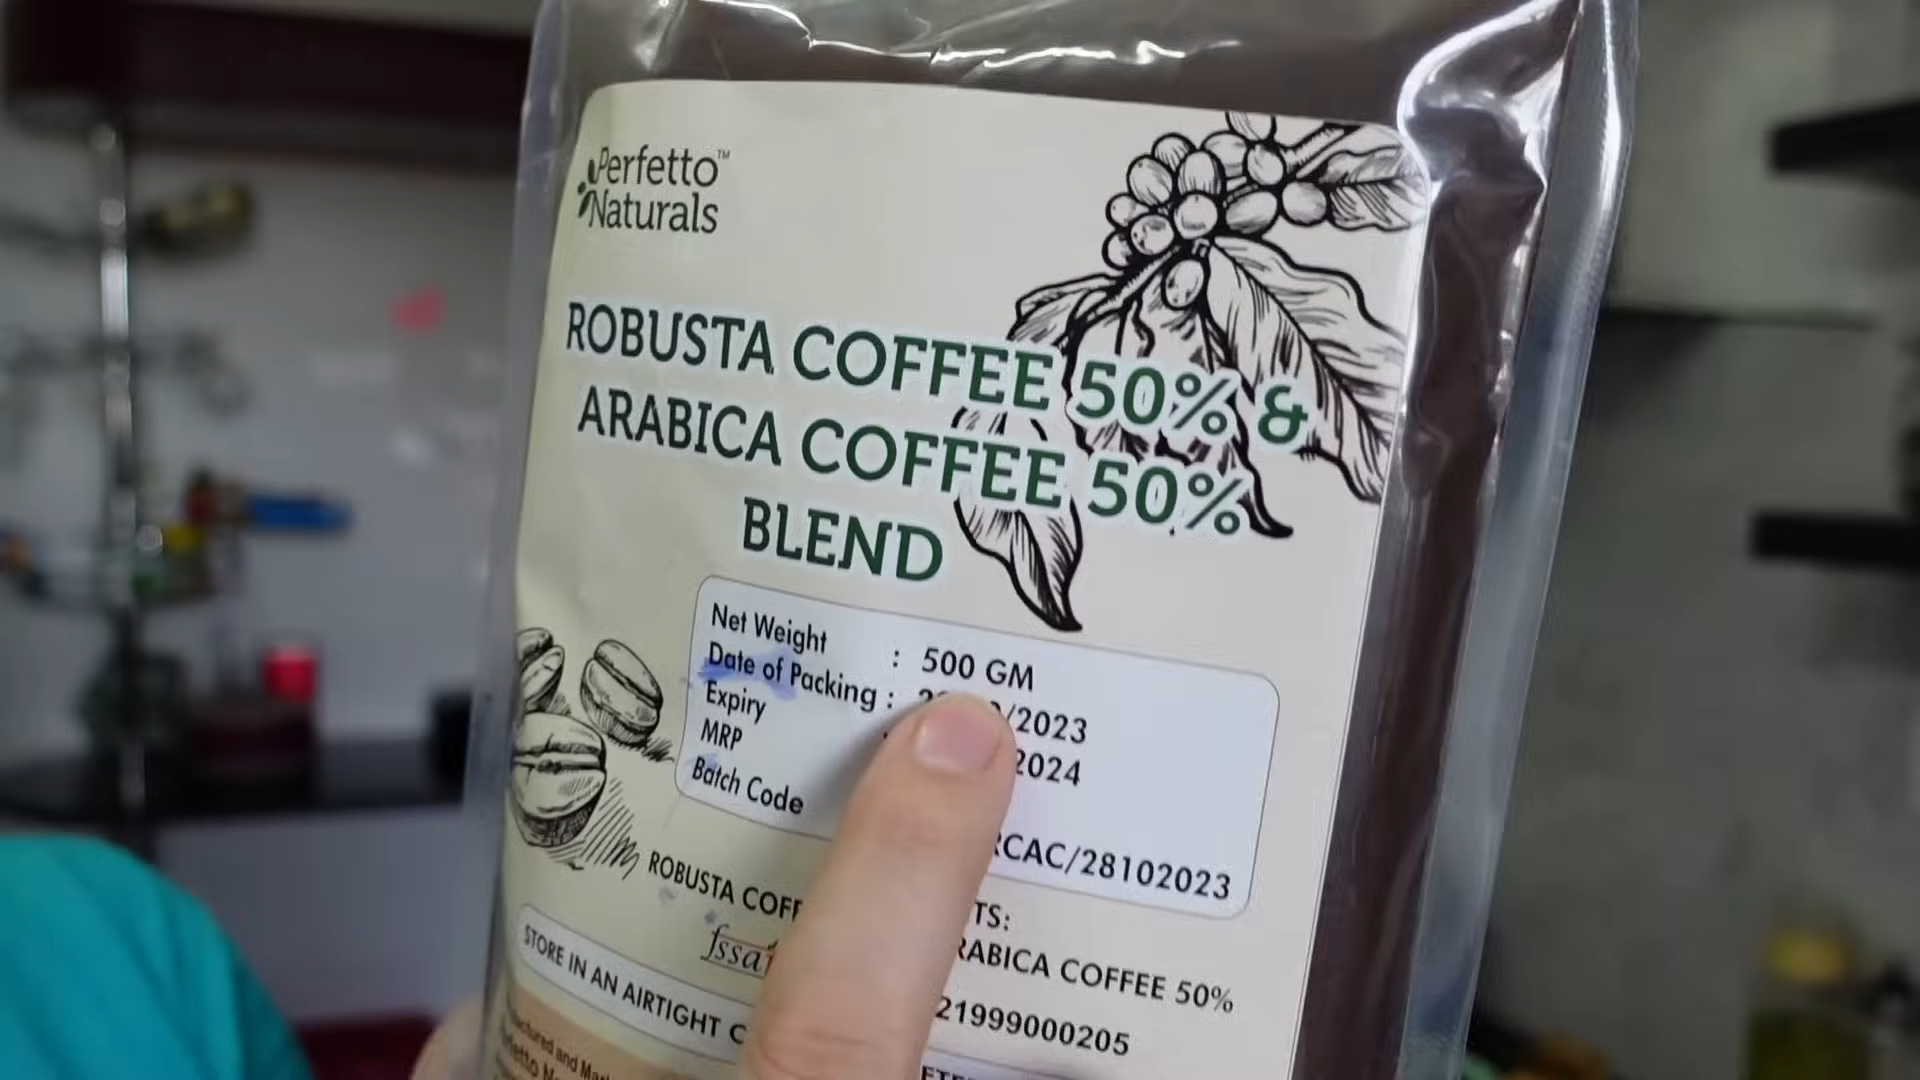 Perfetto™
Naturals
ROBUSTA COFFEE 50% &
ARABICA COFFEE 50%
BLEND
Net Weight : 500 GM
Date of Packing : /2023
Expiry 2024
MRP
Batch Code RCAC/28102023
TS:
ROBUSTA COFF RABICA COFFEE 50%
fssai
21999000205
STORE IN AN AIRTIGHT C